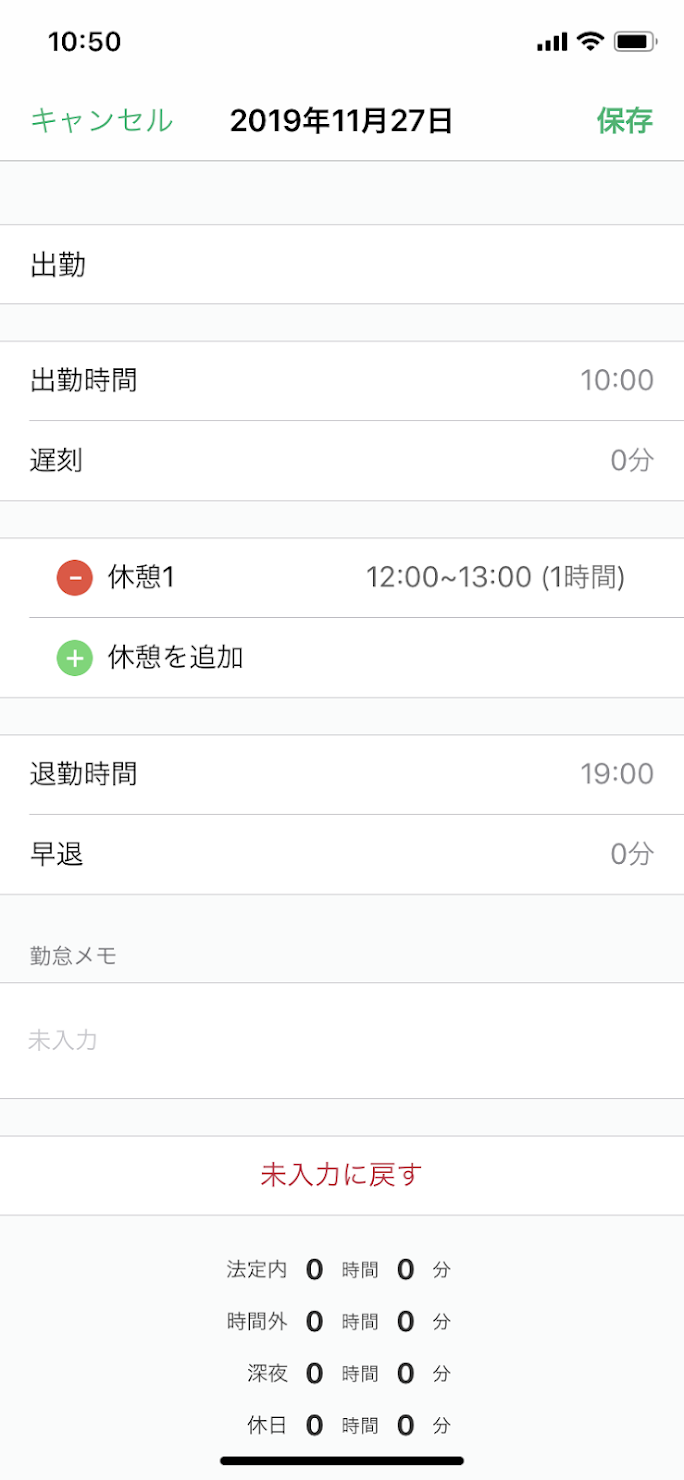 10:50
キャンセル 2019年11月27日 保存
出勤
出勤時間 10:00
遅刻 0分
休憩1 12:00~13:00 (1時間)
休憩を追加
退勤時間 19:00
早退 0分
勤怠メモ
未入力
未入力に戻す
法定内 0 時間 0 分
時間外 0 時間 0 分
深夜 0 時間 0 分
休日 0 時間 0 分